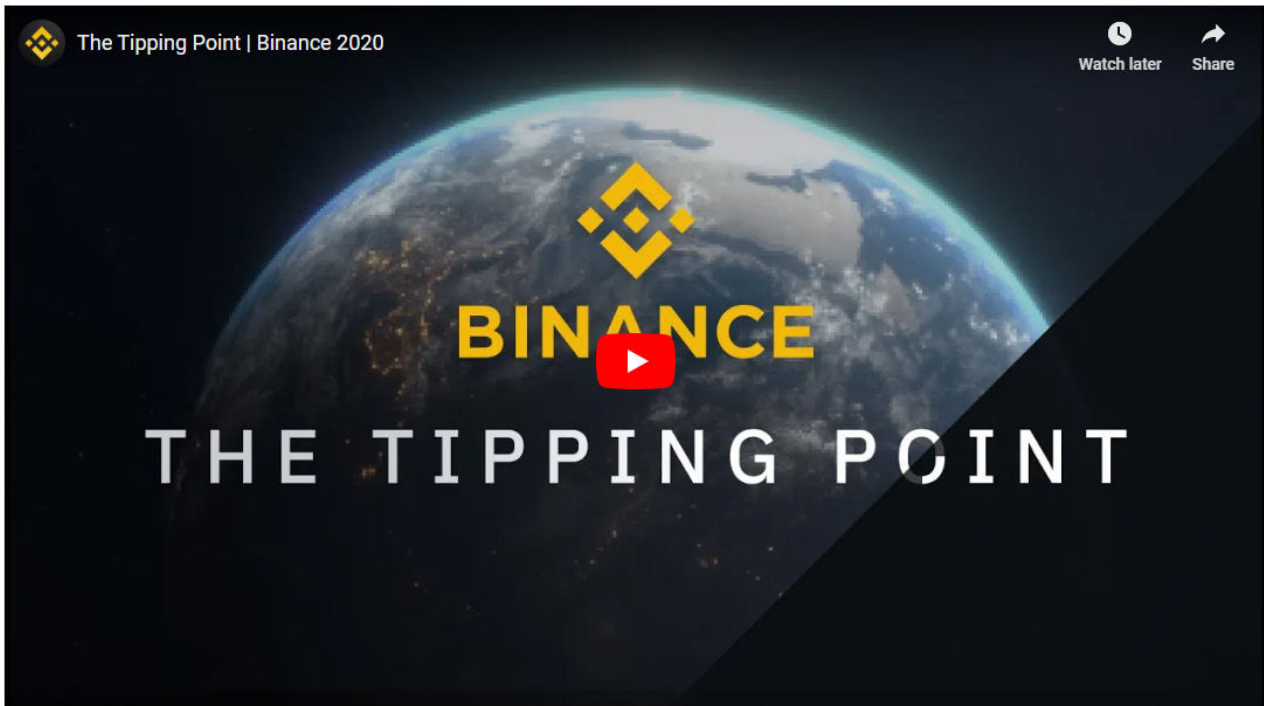 The Tipping Point | Binance 2020
Watch later
Share
BINANCE
THE TIPPING POINT